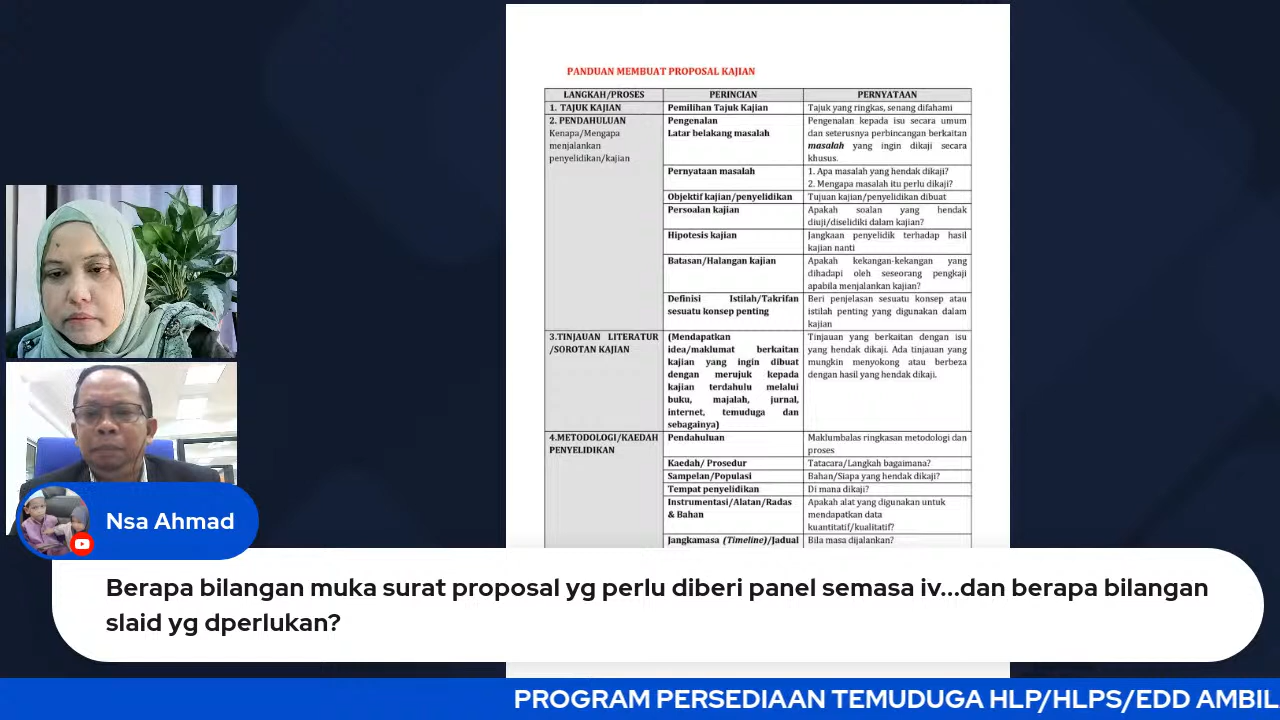 PANDUAN MEMBUAT PROPOSAL KAJIAN
LANGKAH/PROSES PERINCIAN PERNYATAAN
1. TAJUK KAJIAN Pemilihan Tajuk Kajian Tajuk yang ringkas, senang difahami
2. PENDAHULUAN
Kenapa/Mengapa
menjalankan
penyelidikan/kajian
Pengenalan
Latar belakang masalah
Pengenalan kepada isu secara umum
dan seterusnya perbincangan berkaitan
masalah yang ingin dikaji secara
khusus.
Pernyataan masalah
1. Apa masalah yang hendak dikaji?
2. Mengapa masalah itu perlu dikaji?
Objektif kajian/penyelidikan Tujuan kajian/penyelidikan dibuat
Persoalan kajian
Apakah soalan yang hendak
diuji/diselidiki dalam kajian?
Hipotesis kajian
Jangkaan penyelidik terhadap hasil
kajian nanti
Batasan/Halangan kajian
Apakah kekangan-kekangan yang
dihadapi oleh seseorang pengkaji
apabila menjalankan kajian?
Definisi Istilah/Takrifan
sesuatu konsep penting
Beri penjelasan sesuatu konsep atau
istilah penting yang digunakan dalam
kajian
3.TINJAUAN LITERATUR
/SOROTAN KAJIAN
(Mendapatkan
idea/maklumat berkaitan
kajian yang ingin dibuat
dengan merujuk kepada
kajian terdahulu melalui
buku, majalah, jurnal,
internet, temuduga dan
sebagainya)
Tinjauan yang berkaitan dengan isu
yang hendak dikaji. Ada tinjauan yang
mungkin menyokong atau berbeza
dengan hasil yang hendak dikaji.
4.METODOLOGI/KAEDAH
PENYELIDIKAN
Pendahuluan
Maklumbalas ringkasan metodologi dan
proses
Kaedah/ Prosedur Tatacara/Langkah bagaimana?
Sampelan/Populasi Bahan/Siapa yang hendak dikaji?
Tempat penyelidikan Di mana dikaji?
Instrumentasi/Alatan/Radas
& Bahan
Apakah alat yang digunakan untuk
mendapatkan data
kuantitatif/kualitatif?
Jangkamasa (Timeline)/Jadual Bila masa dijalankan?
Nsa Ahmad
Berapa bilangan muka surat proposal yg perlu diberi panel semasa iv...dan berapa bilangan
slaid yg dperlukan?
PROGRAM PERSEDIAAN TEMUDUGA HLP/HLPS/EDD AMBIL